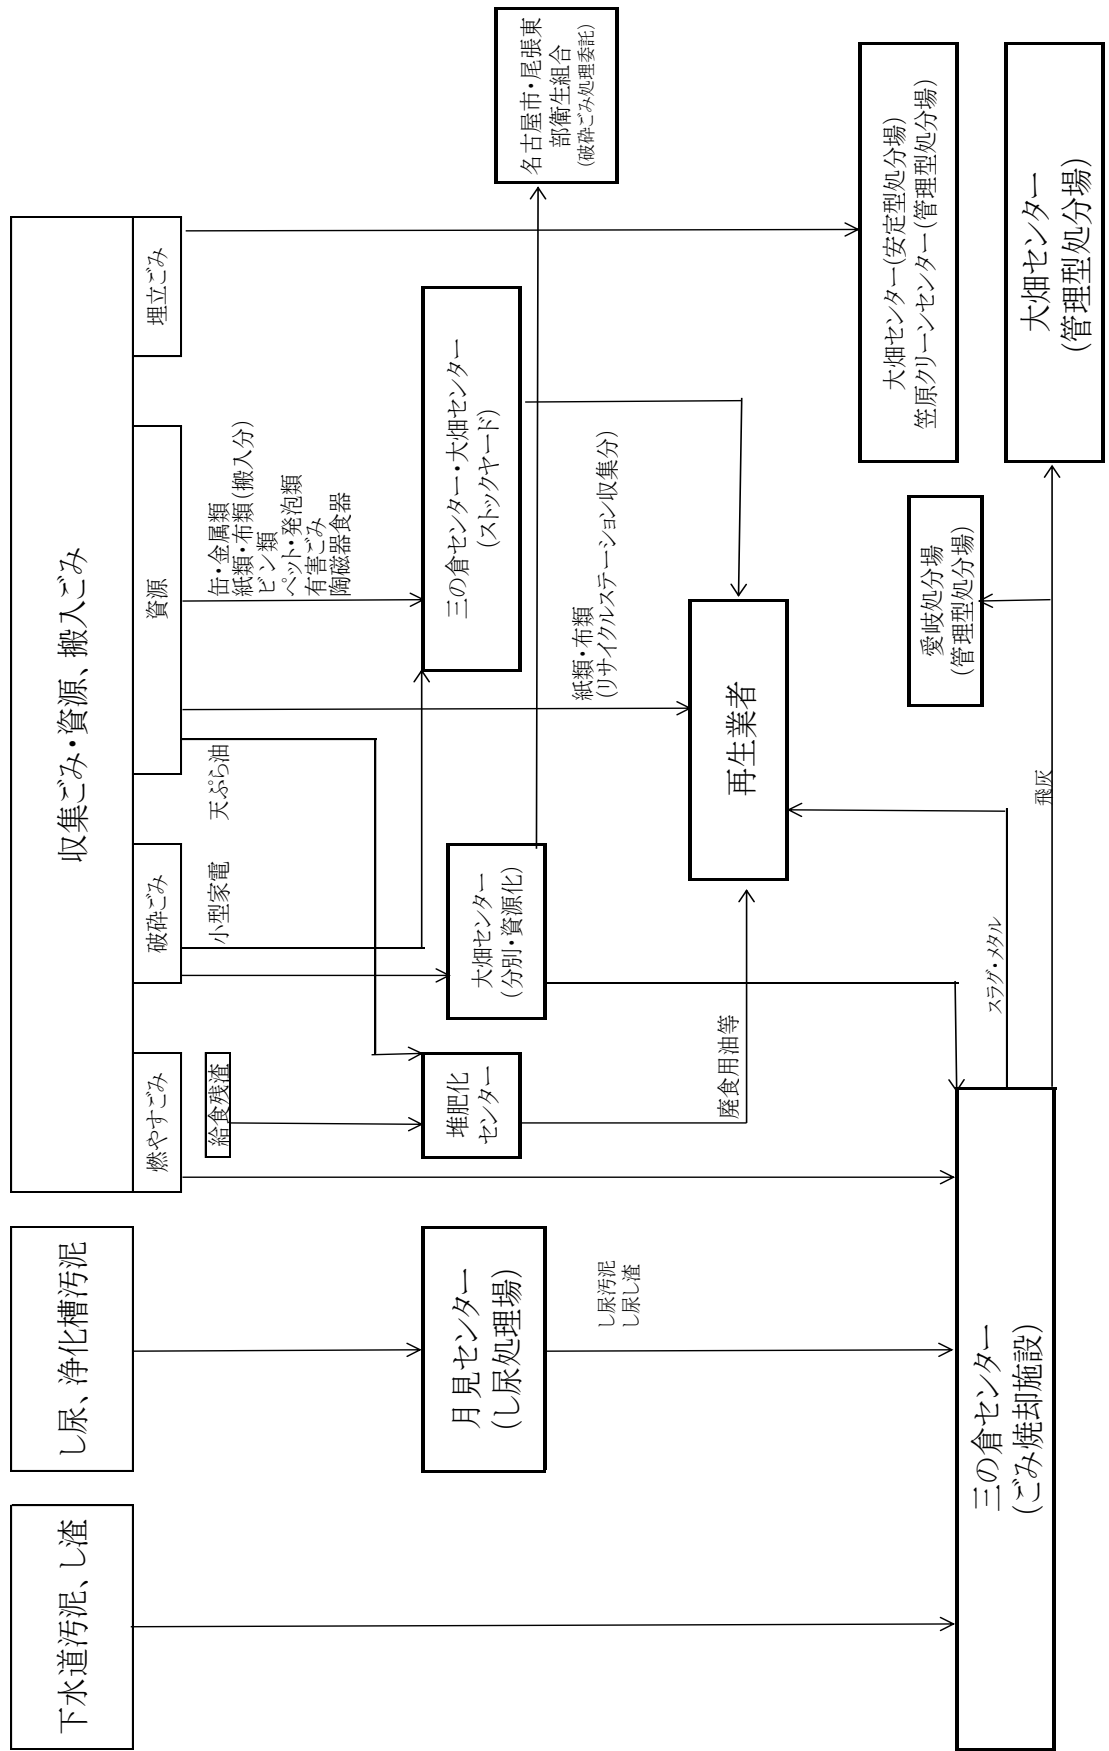 下水道汚泥、し渣
し尿、浄化槽汚泥
収集ごみ・資源、搬入ごみ
燃やすごみ
破砕ごみ
資源
埋立ごみ
給食残渣
小型家電
天ぷら油
缶・金属類
紙類・布類(搬入分)
ビン類
ペット・発泡類
有害ごみ
陶磁器食器
月見センター
(し尿処理場)
堆肥化
センター
大畑センター
(分別・資源化)
三の倉センター・大畑センター
(ストックヤード)
名古屋市・尾張東
部衛生組合
(破砕ごみ処理委託)
し尿汚泥
し尿し渣
紙類・布類
(リサイクルステーション収集分)
廃食用油等
再生業者
大畑センター(安定型処分場)
笠原クリーンセンター(管理型処分場)
愛岐処分場
(管理型処分場)
三の倉センター
(ごみ焼却施設)
スラグ・メタル
飛灰
大畑センター
(管理型処分場)